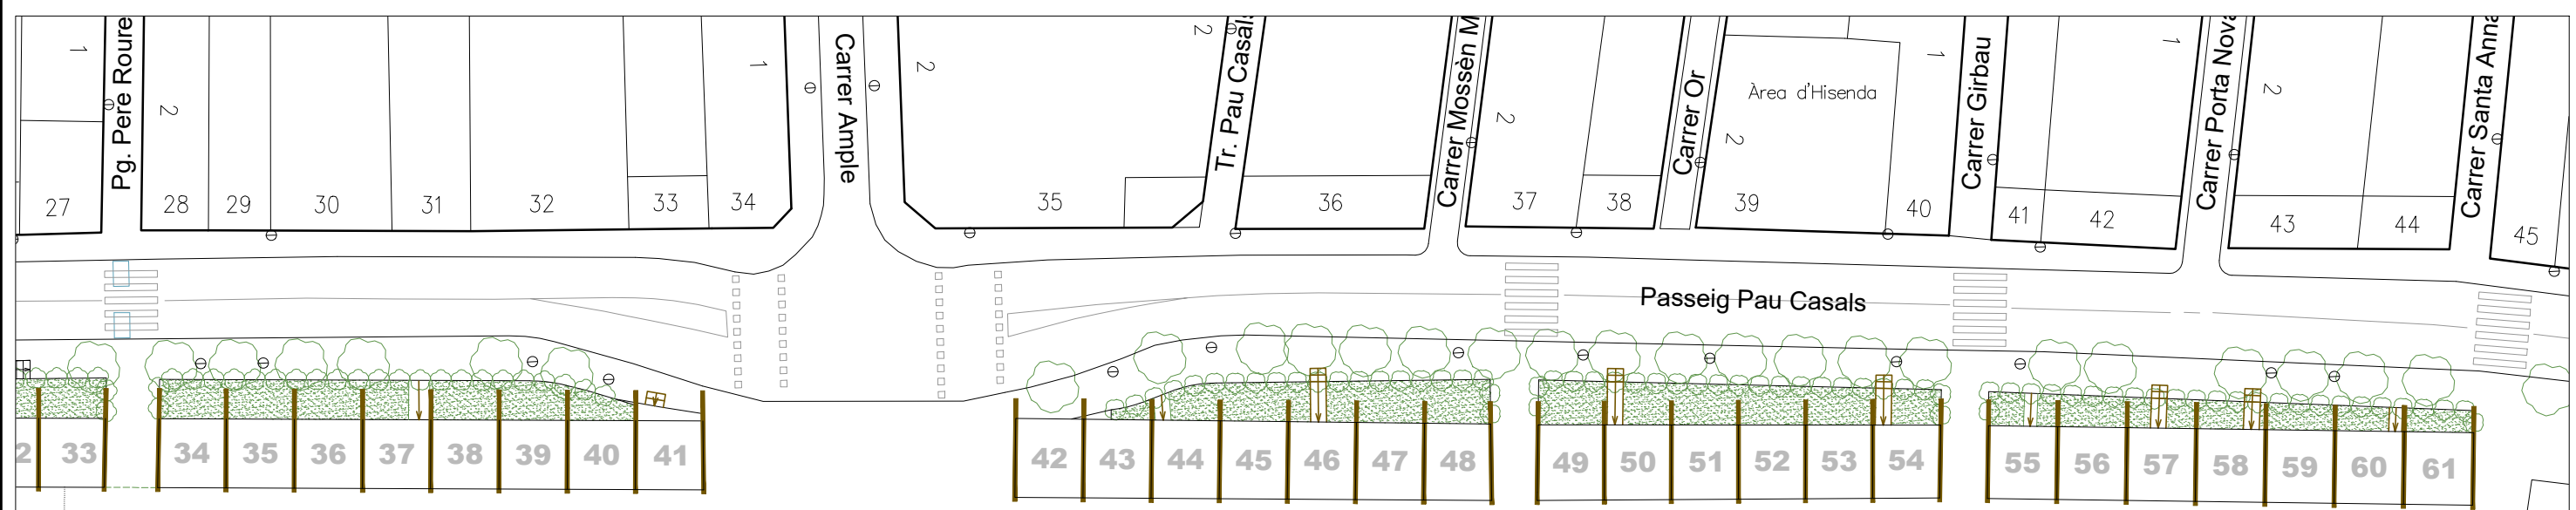 1
Pg. Pere Roure
2
1
Carrer Ample
2
2
Tr. Pau Casals
Carrer Mossèn M
2
Carrer Or
2
Àrea d'Hisenda
1
Carrer Girbau
1
Carrer Porta Nova
2
Carrer Santa Anna
27 28 29 30 31 32 33 34 35 36 37 38 39 40 41 42 43 44 45
Passeig Pau Casals
2 33 34 35 36 37 38 39 40 41 42 43 44 45 46 47 48 49 50 51 52 53 54 55 56 57 58 59 60 61